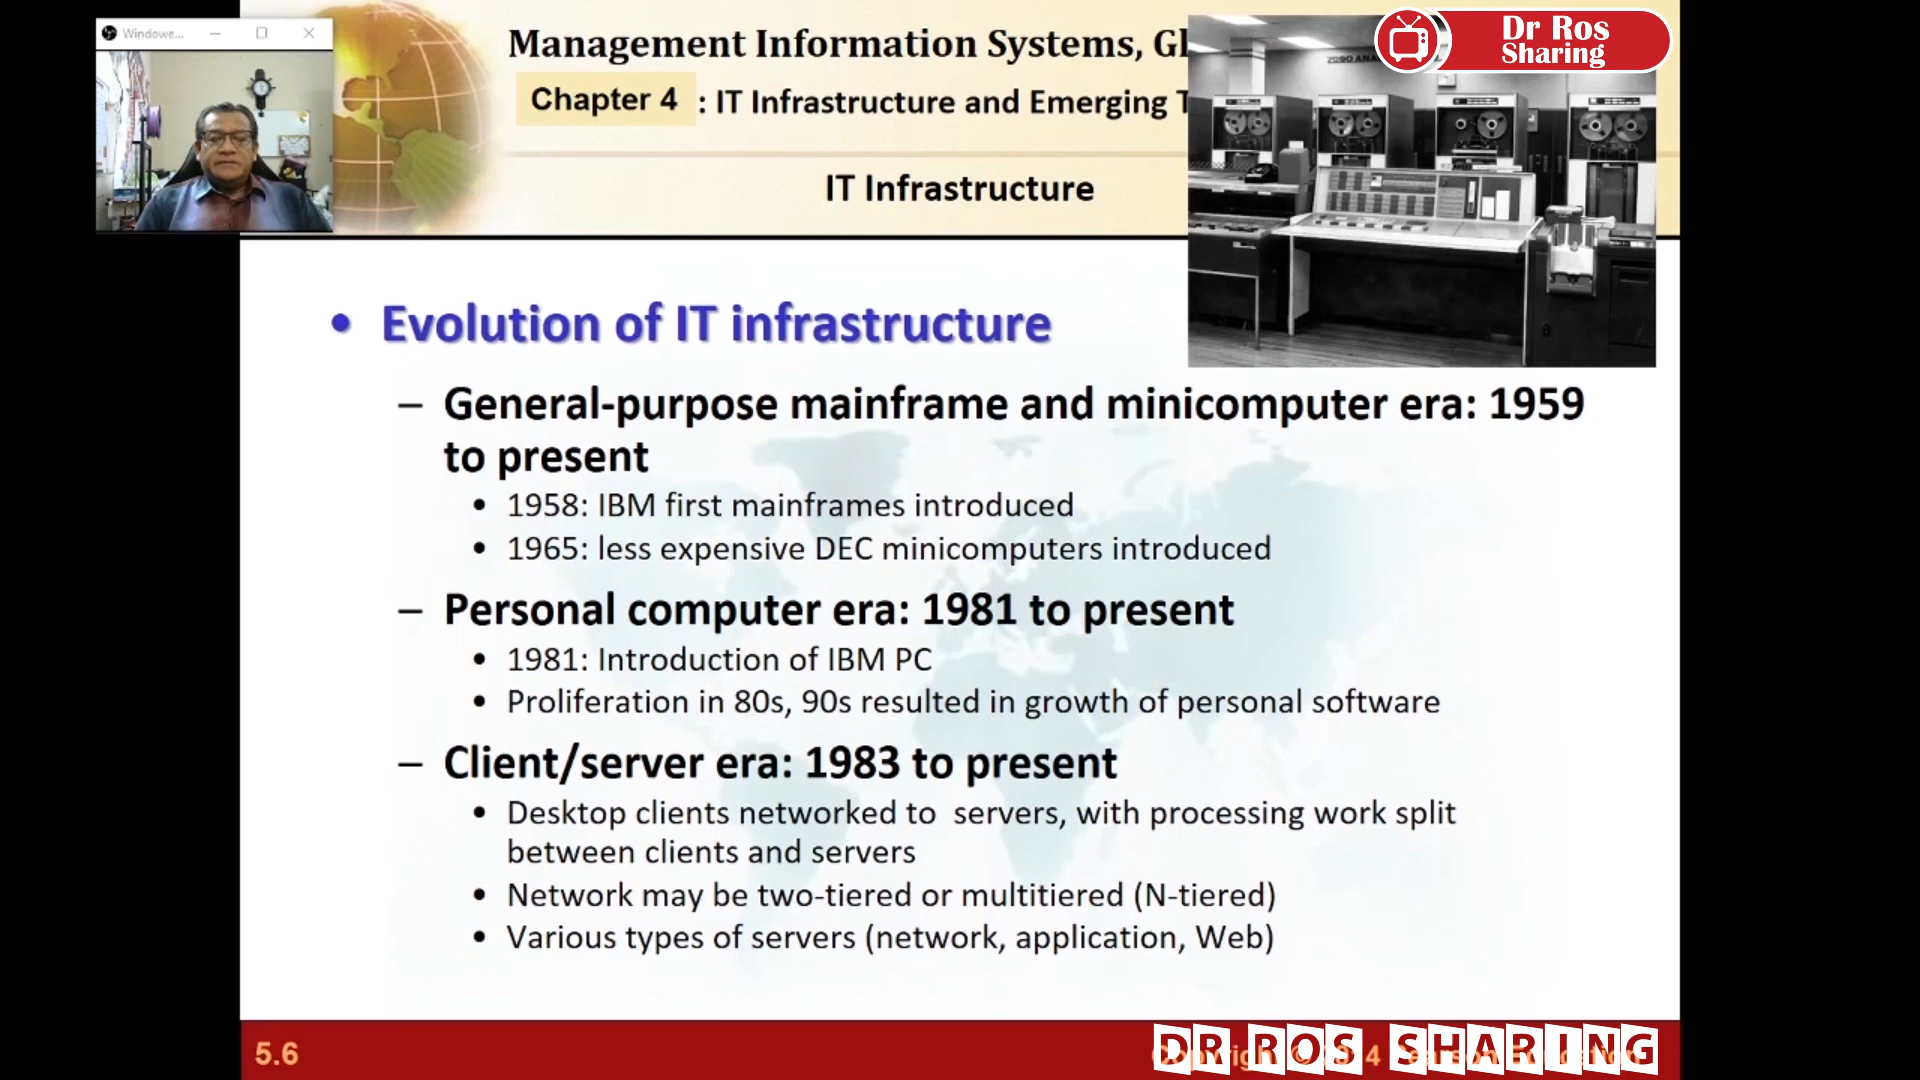 Windowe...
Management Information Systems, Gl
Chapter 4 : IT Infrastructure and Emerging T
IT Infrastructure
Dr Ros
Sharing
• Evolution of IT infrastructure
– General-purpose mainframe and minicomputer era: 1959
to present
• 1958: IBM first mainframes introduced
• 1965: less expensive DEC minicomputers introduced
– Personal computer era: 1981 to present
• 1981: Introduction of IBM PC
• Proliferation in 80s, 90s resulted in growth of personal software
– Client/server era: 1983 to present
• Desktop clients networked to servers, with processing work split
between clients and servers
• Network may be two-tiered or multitiered (N-tiered)
• Various types of servers (network, application, Web)
5.6
DR ROS SHARING